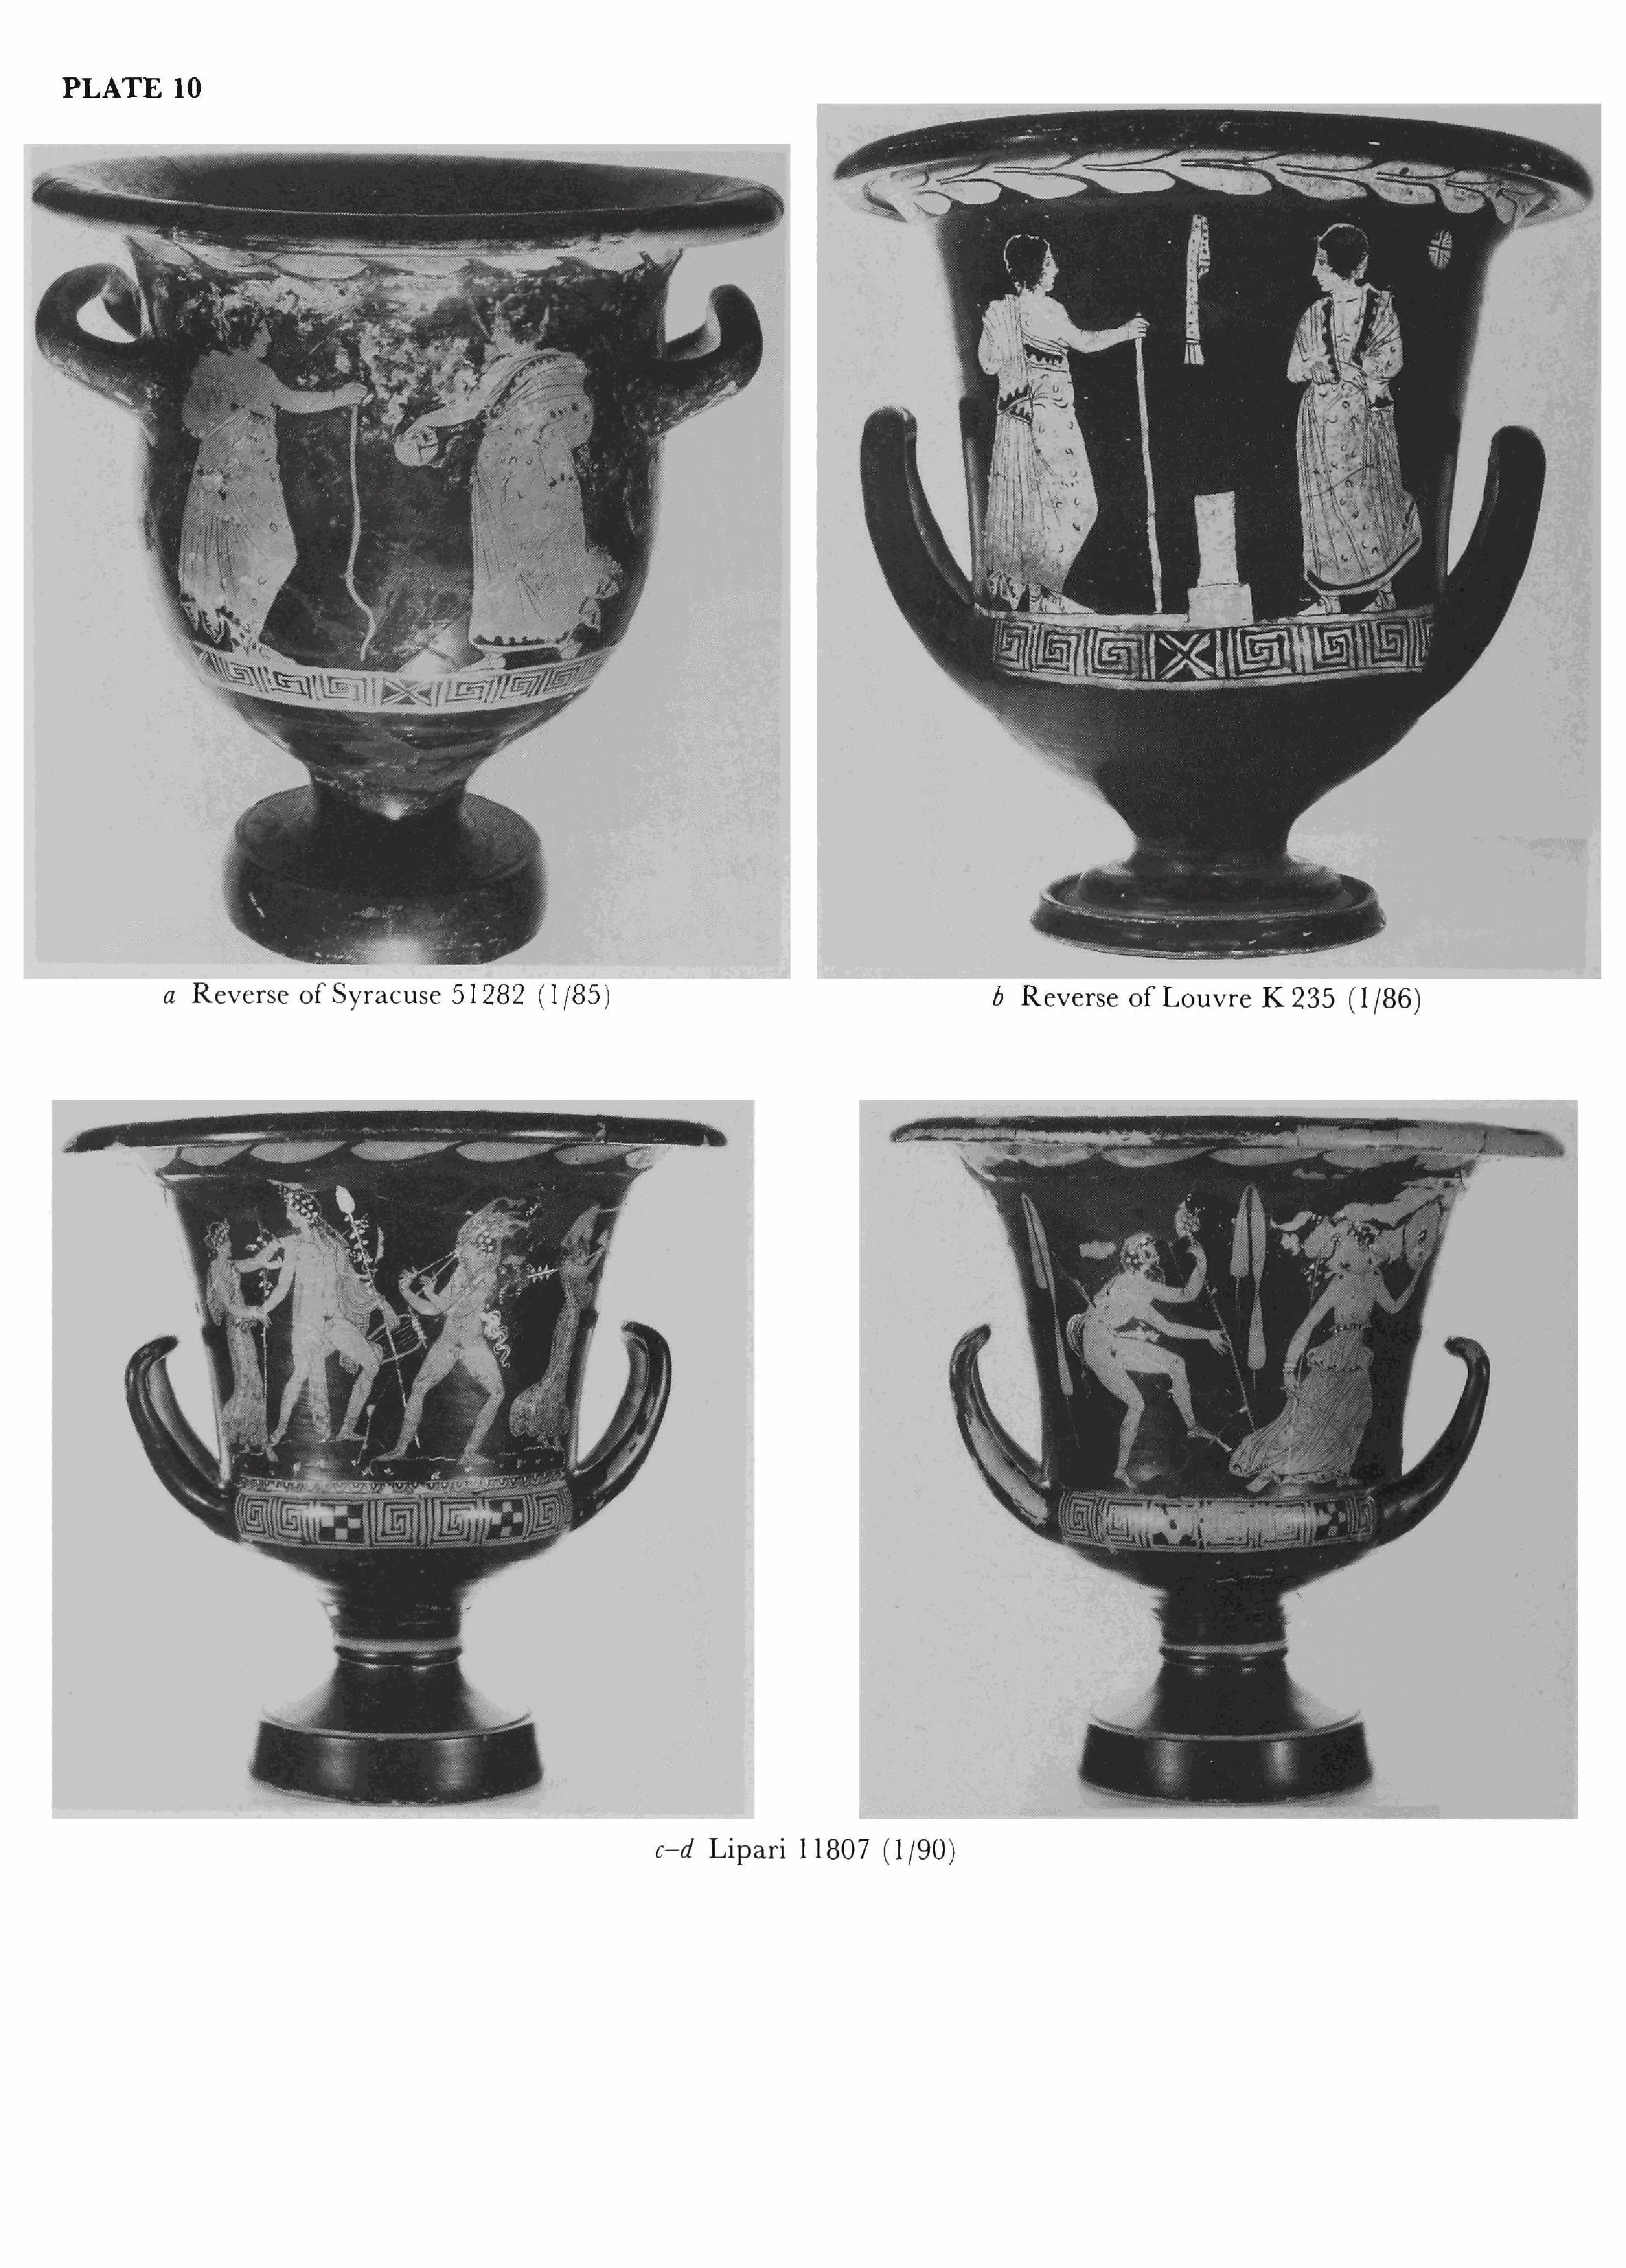 PLATE 10
a Reverse of Syracuse 51282 (1/85)
b Reverse of Louvre K 235 (1/86)
c–d Lipari 11807 (1/90)